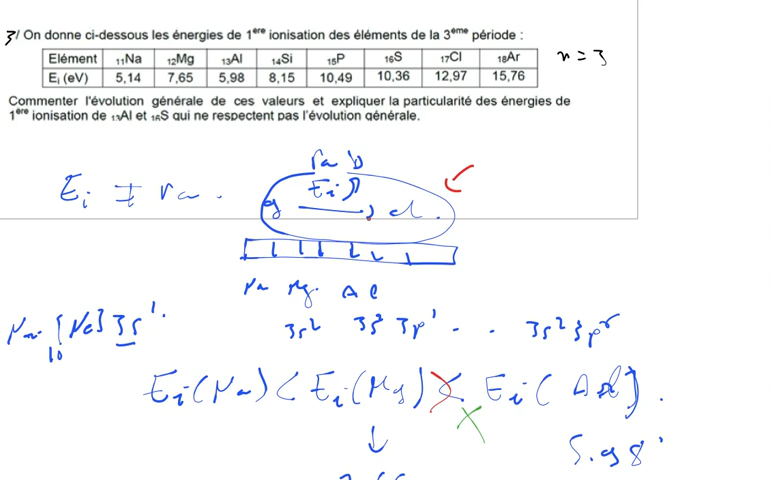 3/ On donne ci-dessous les énergies de 1ère ionisation des éléments de la 3ème période :
Elément 11Na 12Mg 13Al 14Si 15P 16S 17Cl 18Ar
Ei (eV) 5,14 7,65 5,98 8,15 10,49 10,36 12,97 15,76
n = 3
Commenter l'évolution générale de ces valeurs et expliquer la particularité des énergies de
1ère ionisation de 13Al et 16S qui ne respectent pas l'évolution générale.
Ei
Ei
g → d.
Na Mg. Al
3s² 3s² 3p¹ . . 3s² 3p⁶
10[Ne] 3s¹.
Ei(Na) < Ei(Mg) < Ei(Al).
5.98